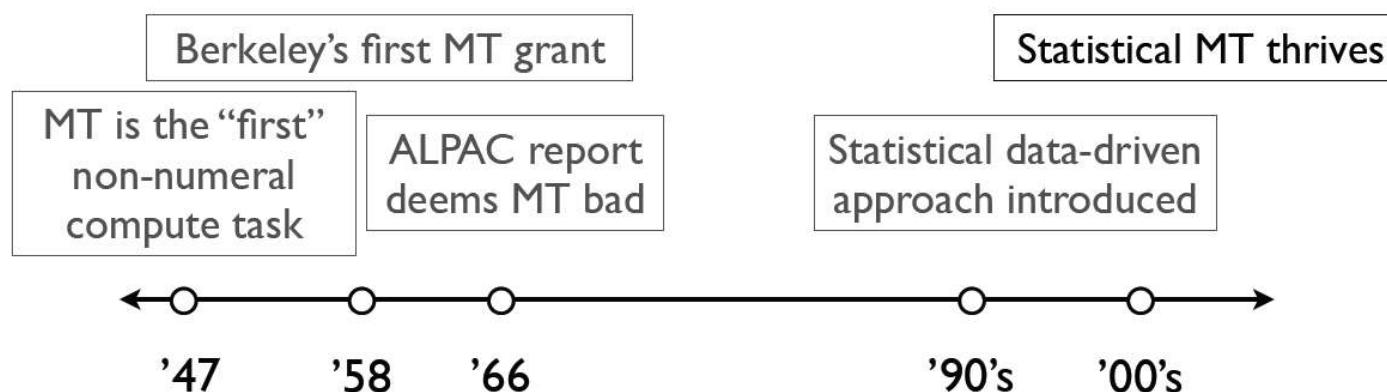 Berkeley’s first MT grant
Statistical MT thrives
MT is the “first”
non-numeral
compute task
ALPAC report
deems MT bad
Statistical data-driven
approach introduced
’47
’58
’66
’90’s
’00’s